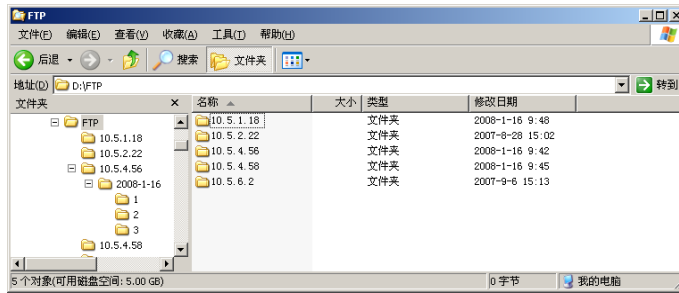 FTP
文件(F) 编辑(E) 查看(V) 收藏(A) 工具(T) 帮助(H)
后退 搜索 文件夹
地址(D) D:\FTP 转到
文件夹 × 名称 大小 类型 修改日期
FTP
10.5.1.18
10.5.2.22
10.5.4.56
2008-1-16
1
2
3
10.5.4.58
10.5.1.18 文件夹 2008-1-16 9:48
10.5.2.22 文件夹 2007-8-28 15:02
10.5.4.56 文件夹 2008-1-16 9:42
10.5.4.58 文件夹 2008-1-16 9:45
10.5.6.2 文件夹 2007-9-6 15:13
5 个对象(可用磁盘空间: 5.00 GB) 0 字节 我的电脑